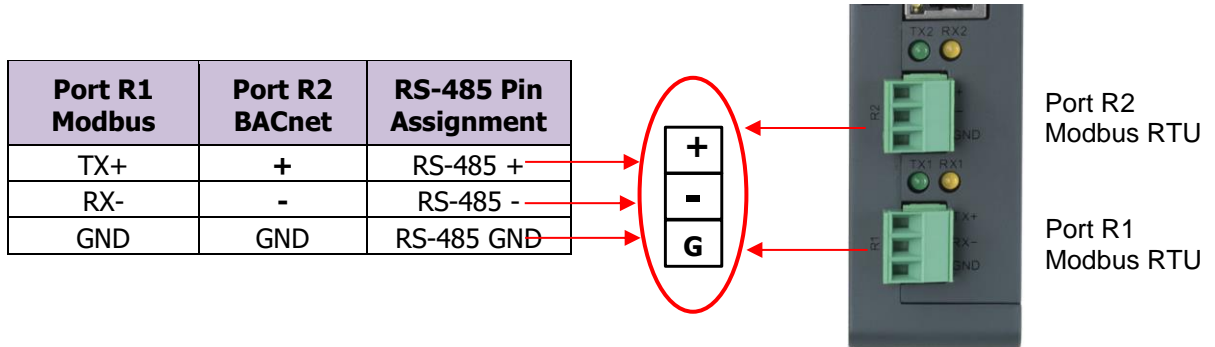 Port R1 Modbus
Port R2 BACnet
RS-485 Pin Assignment
TX+
+
RS-485 +
RX-
-
RS-485 -
GND
GND
RS-485 GND
+
-
G
TX2 RX2
R2
+
-
GND
TX1 RX1
R1
TX+
RX-
GND
Port R2
Modbus RTU
Port R1
Modbus RTU